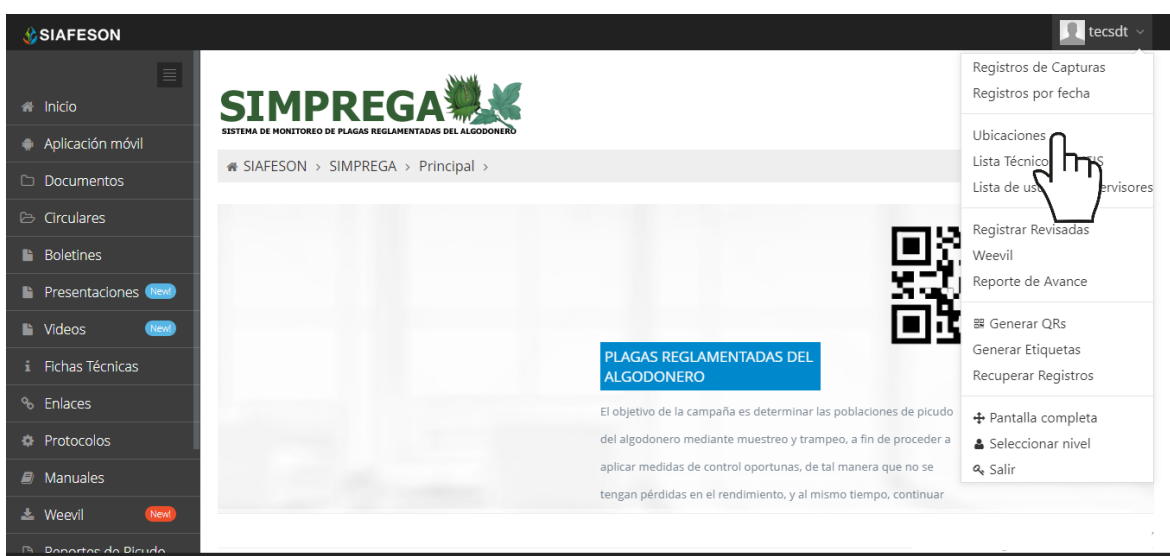 SIAFESON
tecsdt
Inicio
Aplicación móvil
Documentos
Circulares
Boletines
Presentaciones New!
Videos New!
Fichas Técnicas
Enlaces
Protocolos
Manuales
Weevil New!
Reportes de Picudo
SIMPREGA
SISTEMA DE MONITOREO DE PLAGAS REGLAMENTADAS DEL ALGODONERO
SIAFESON > SIMPREGA > Principal >
PLAGAS REGLAMENTADAS DEL
ALGODONERO
El objetivo de la campaña es determinar las poblaciones de picudo
del algodonero mediante muestreo y trampeo, a fin de proceder a
aplicar medidas de control oportunas, de tal manera que no se
tengan pérdidas en el rendimiento, y al mismo tiempo, continuar
Registros de Capturas
Registros por fecha
Ubicaciones
Lista Técnico
Lista de
Registrar Revisadas
Weevil
Reporte de Avance
Generar QRs
Generar Etiquetas
Recuperar Registros
Pantalla completa
Seleccionar nivel
Salir